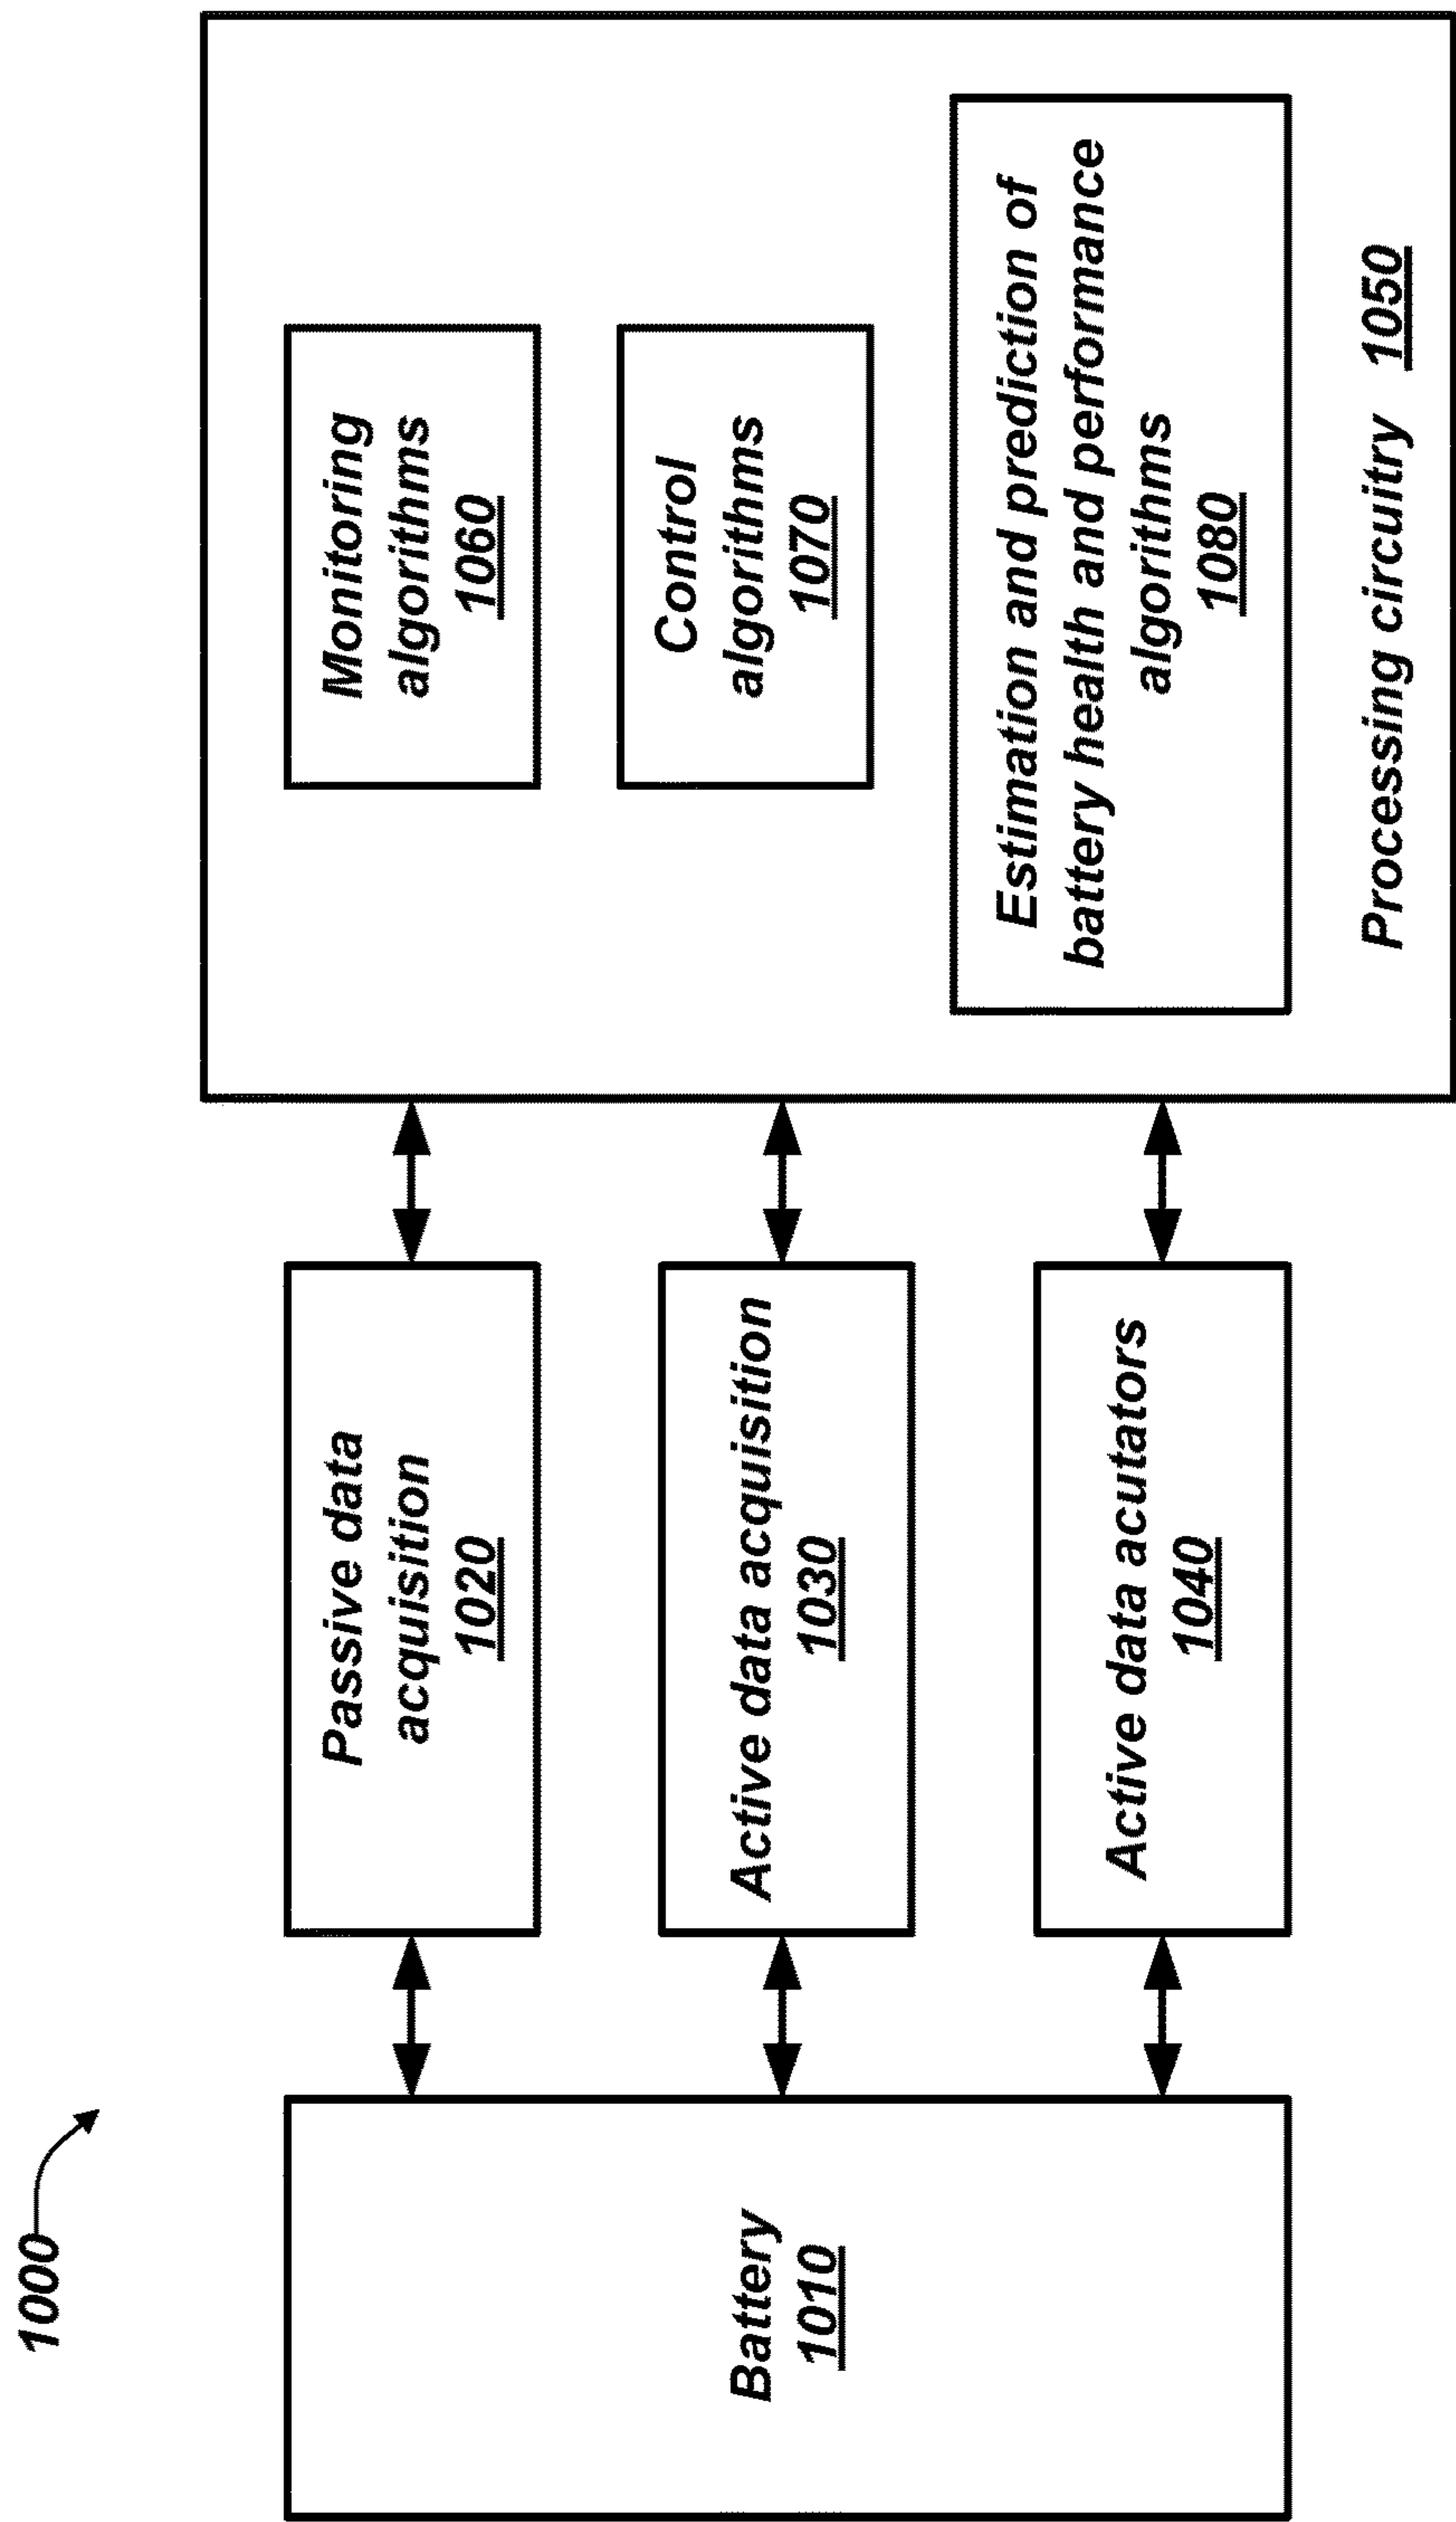 1000
Battery
1010
Passive data
acquisition
1020
Active data acquisition
1030
Active data acutators
1040
Monitoring
algorithms
1060
Control
algorithms
1070
Estimation and prediction of
battery health and performance
algorithms
1080
Processing circuitry 1050